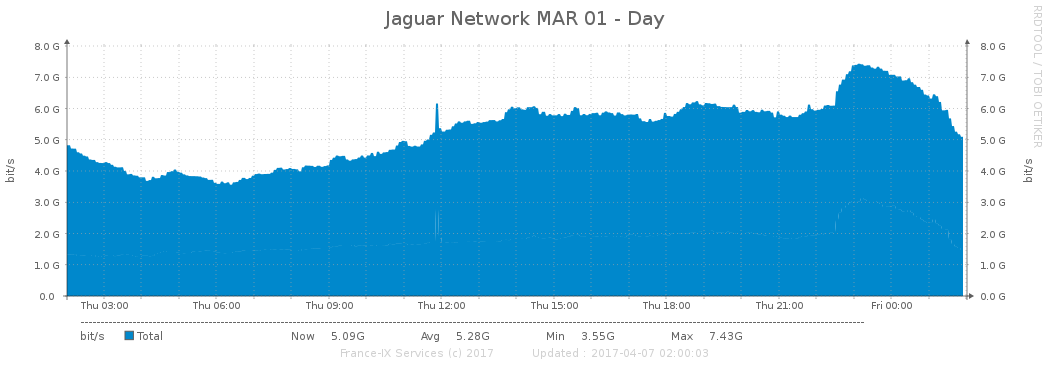 Jaguar Network MAR 01 - Day
RRDTOOL / TOBI OETIKER
8.0 G 8.0 G
7.0 G 7.0 G
6.0 G 6.0 G
5.0 G 5.0 G
4.0 G 4.0 G
3.0 G 3.0 G
2.0 G 2.0 G
1.0 G 1.0 G
0.0 0.0 G
bit/s
bit/s
Thu 03:00 Thu 06:00 Thu 09:00 Thu 12:00 Thu 15:00 Thu 18:00 Thu 21:00 Fri 00:00
bit/s Total Now 5.09G Avg 5.28G Min 3.55G Max 7.43G
France-IX Services (c) 2017 Updated : 2017-04-07 02:00:03